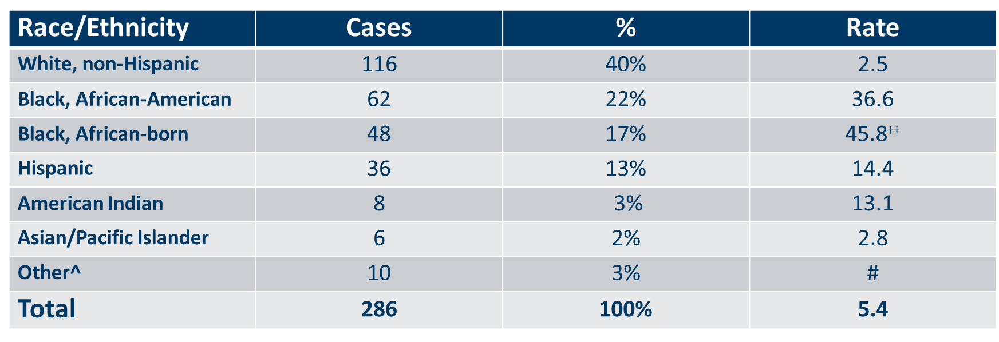 Race/Ethnicity Cases % Rate
White, non-Hispanic 116 40% 2.5
Black, African-American 62 22% 36.6
Black, African-born 48 17% 45.8††
Hispanic 36 13% 14.4
American Indian 8 3% 13.1
Asian/Pacific Islander 6 2% 2.8
Other^ 10 3% #
Total 286 100% 5.4